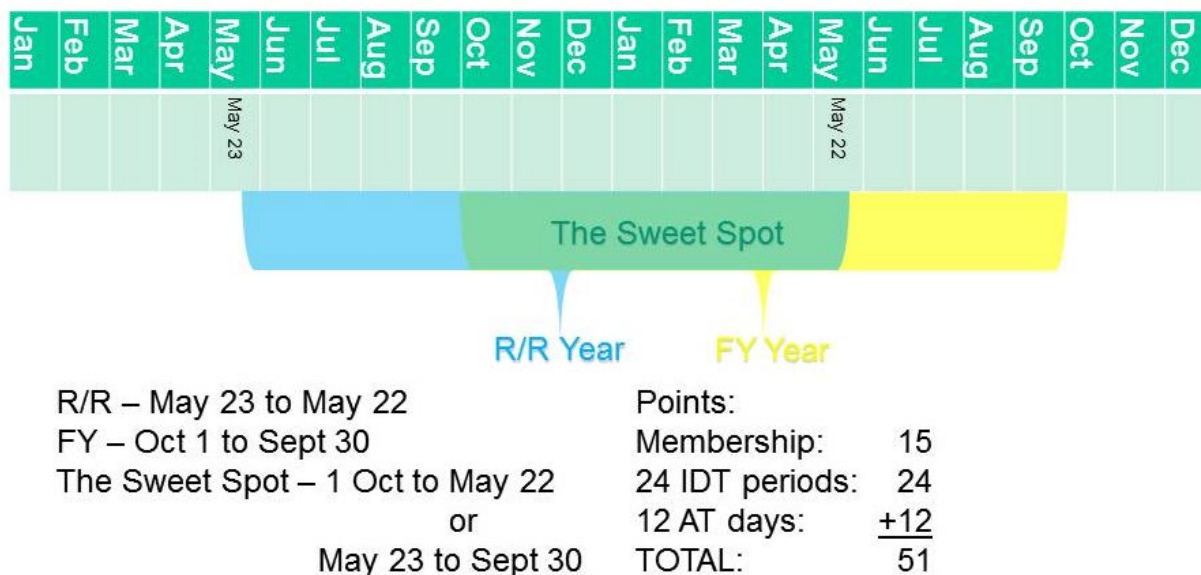 Jan Feb Mar Apr May Jun Jul Aug Sep Oct Nov Dec Jan Feb Mar Apr May Jun Jul Aug Sep Oct Nov Dec
May 23 May 22
The Sweet Spot
R/R Year FY Year
R/R – May 23 to May 22
FY – Oct 1 to Sept 30
The Sweet Spot – 1 Oct to May 22
or
May 23 to Sept 30
Points:
Membership: 15
24 IDT periods: 24
12 AT days: +12
TOTAL: 51